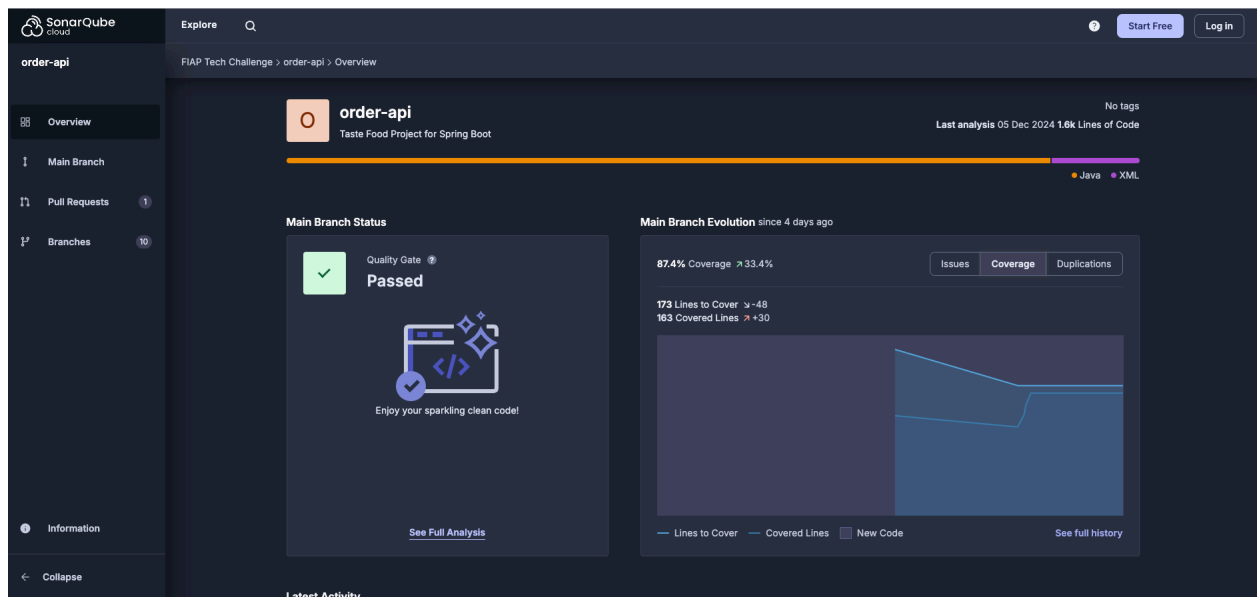 SonarQube
cloud
Explore
Start Free
Log in
order-api
FIAP Tech Challenge > order-api > Overview
Overview
Main Branch
Pull Requests 1
Branches 10
Information
Collapse
O
order-api
Taste Food Project for Spring Boot
No tags
Last analysis 05 Dec 2024 1.6k Lines of Code
Java XML
Main Branch Status
Quality Gate ?
Passed
Enjoy your sparkling clean code!
See Full Analysis
Main Branch Evolution since 4 days ago
87.4% Coverage ↗33.4%
Issues Coverage Duplications
173 Lines to Cover ↘-48
163 Covered Lines ↗+30
Lines to Cover Covered Lines New Code
See full history
Latest Activity